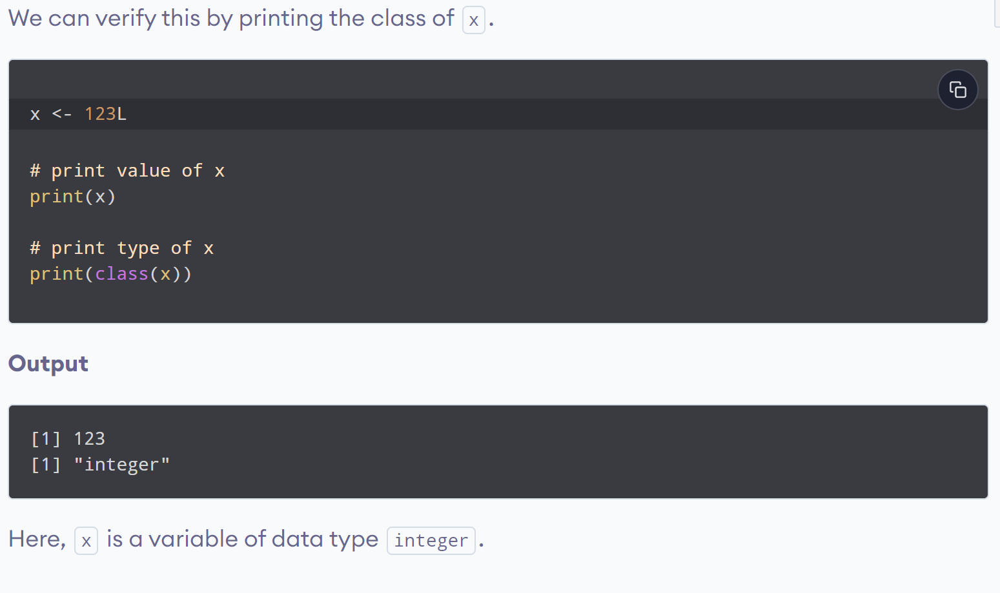 We can verify this by printing the class of x.
x <- 123L
# print value of x
print(x)
# print type of x
print(class(x))
Output
[1] 123
[1] "integer"
Here, x is a variable of data type integer.